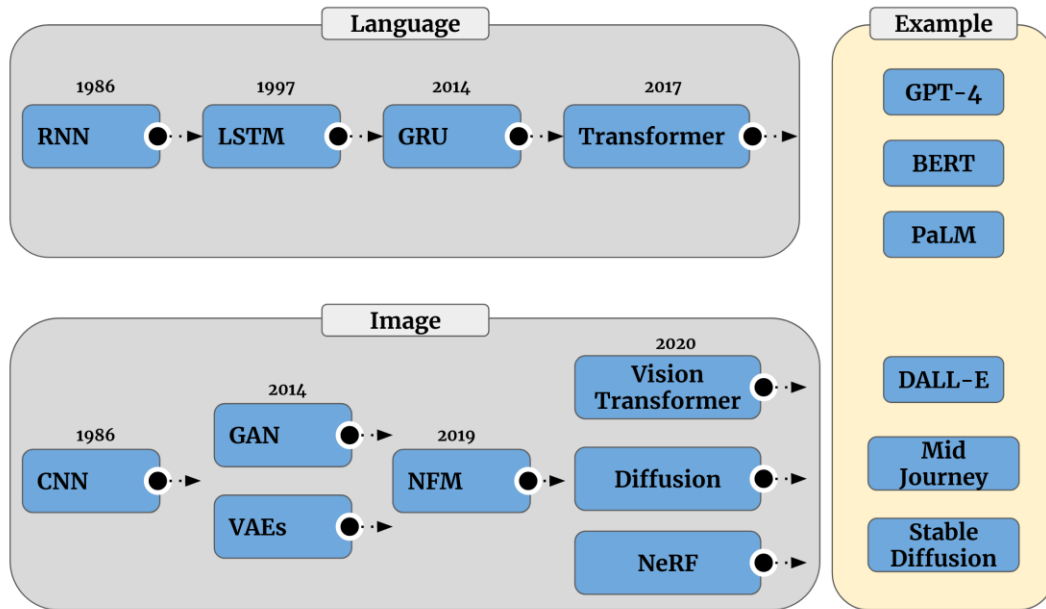 Language
1986
RNN
1997
LSTM
2014
GRU
2017
Transformer
Image
1986
CNN
2014
GAN
VAEs
2019
NFM
2020
Vision
Transformer
Diffusion
NeRF
Example
GPT-4
BERT
PaLM
DALL-E
Mid
Journey
Stable
Diffusion